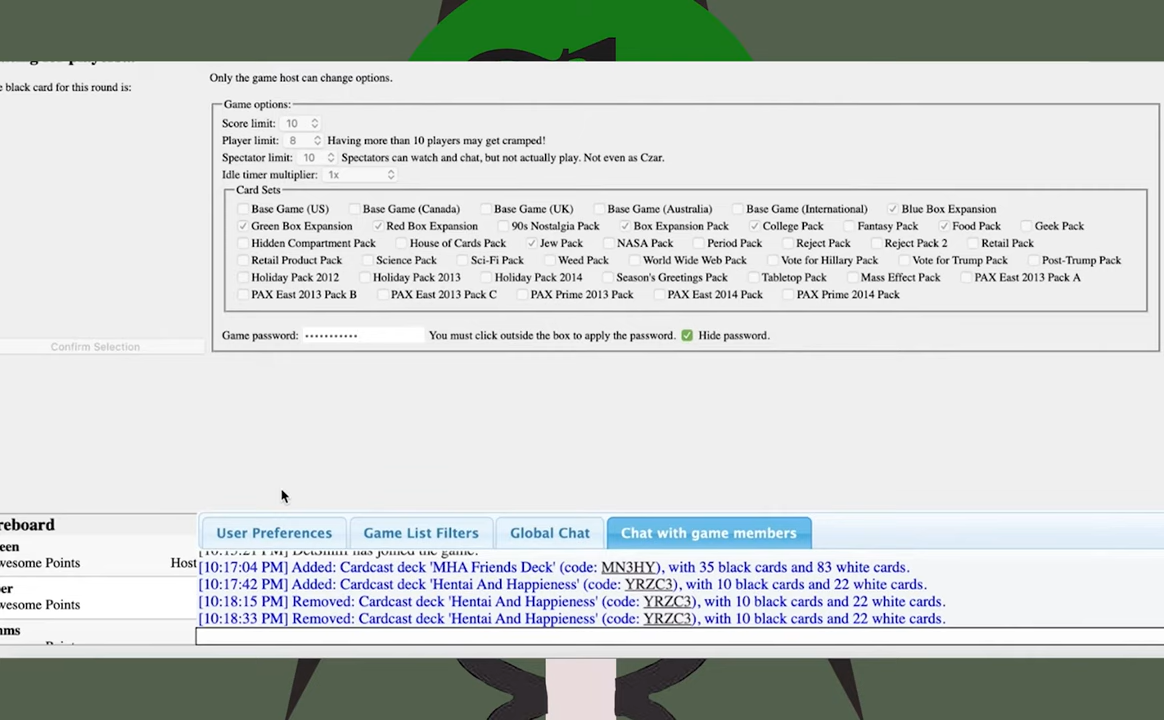 Only the game host can change options.
e black card for this round is:
Game options:
Score limit: 10
Player limit: 8 Having more than 10 players may get cramped!
Spectator limit: 10 Spectators can watch and chat, but not actually play. Not even as Czar.
Idle timer multiplier: 1x
Card Sets
Base Game (US) Base Game (Canada) Base Game (UK) Base Game (Australia) Base Game (International) Blue Box Expansion
Green Box Expansion Red Box Expansion 90s Nostalgia Pack Box Expansion Pack College Pack Fantasy Pack Food Pack Geek Pack
Hidden Compartment Pack House of Cards Pack Jew Pack NASA Pack Period Pack Reject Pack Reject Pack 2 Retail Pack
Retail Product Pack Science Pack Sci-Fi Pack Weed Pack World Wide Web Pack Vote for Hillary Pack Vote for Trump Pack Post-Trump Pack
Holiday Pack 2012 Holiday Pack 2013 Holiday Pack 2014 Season's Greetings Pack Tabletop Pack Mass Effect Pack PAX East 2013 Pack A
PAX East 2013 Pack B PAX East 2013 Pack C PAX Prime 2013 Pack PAX East 2014 Pack PAX Prime 2014 Pack
Game password: ••••••••••• You must click outside the box to apply the password. Hide password.
Confirm Selection
reboard
een
wesome Points Host
er
wesome Points
ms
User Preferences Game List Filters Global Chat Chat with game members
has joined the game.
[10:17:04 PM] Added: Cardcast deck 'MHA Friends Deck' (code: MN3HY), with 35 black cards and 83 white cards.
[10:17:42 PM] Added: Cardcast deck 'Hentai And Happieness' (code: YRZC3), with 10 black cards and 22 white cards.
[10:18:15 PM] Removed: Cardcast deck 'Hentai And Happieness' (code: YRZC3), with 10 black cards and 22 white cards.
[10:18:33 PM] Removed: Cardcast deck 'Hentai And Happieness' (code: YRZC3), with 10 black cards and 22 white cards.